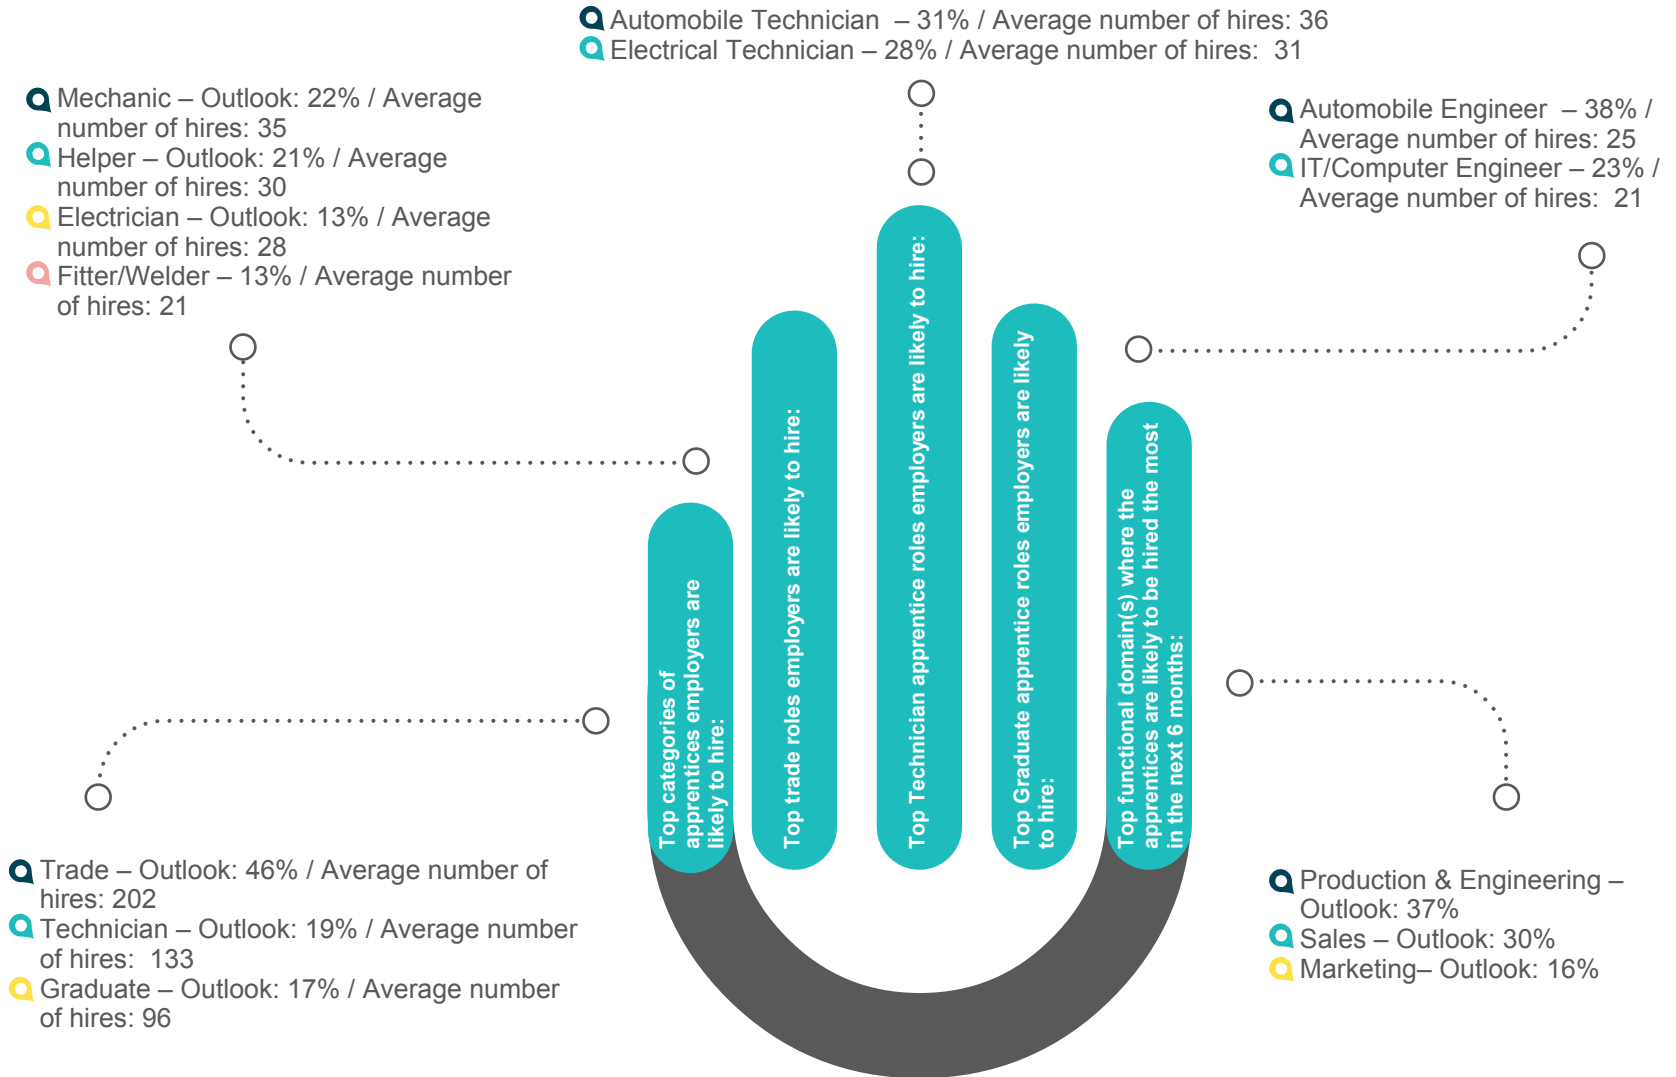 Automobile Technician – 31% / Average number of hires: 36
Electrical Technician – 28% / Average number of hires: 31
Mechanic – Outlook: 22% / Average
number of hires: 35
Helper – Outlook: 21% / Average
number of hires: 30
Electrician – Outlook: 13% / Average
number of hires: 28
Fitter/Welder – 13% / Average number
of hires: 21
Automobile Engineer – 38% /
Average number of hires: 25
IT/Computer Engineer – 23% /
Average number of hires: 21
Top categories of
apprentices employers are
likely to hire:
Top trade roles employers are likely to hire:
Top Technician apprentice roles employers are likely to hire:
Top Graduate apprentice roles employers are likely
to hire:
Top functional domain(s) where the
apprentices are likely to be hired the most
in the next 6 months:
Trade – Outlook: 46% / Average number of
hires: 202
Technician – Outlook: 19% / Average number
of hires: 133
Graduate – Outlook: 17% / Average number
of hires: 96
Production & Engineering –
Outlook: 37%
Sales – Outlook: 30%
Marketing– Outlook: 16%